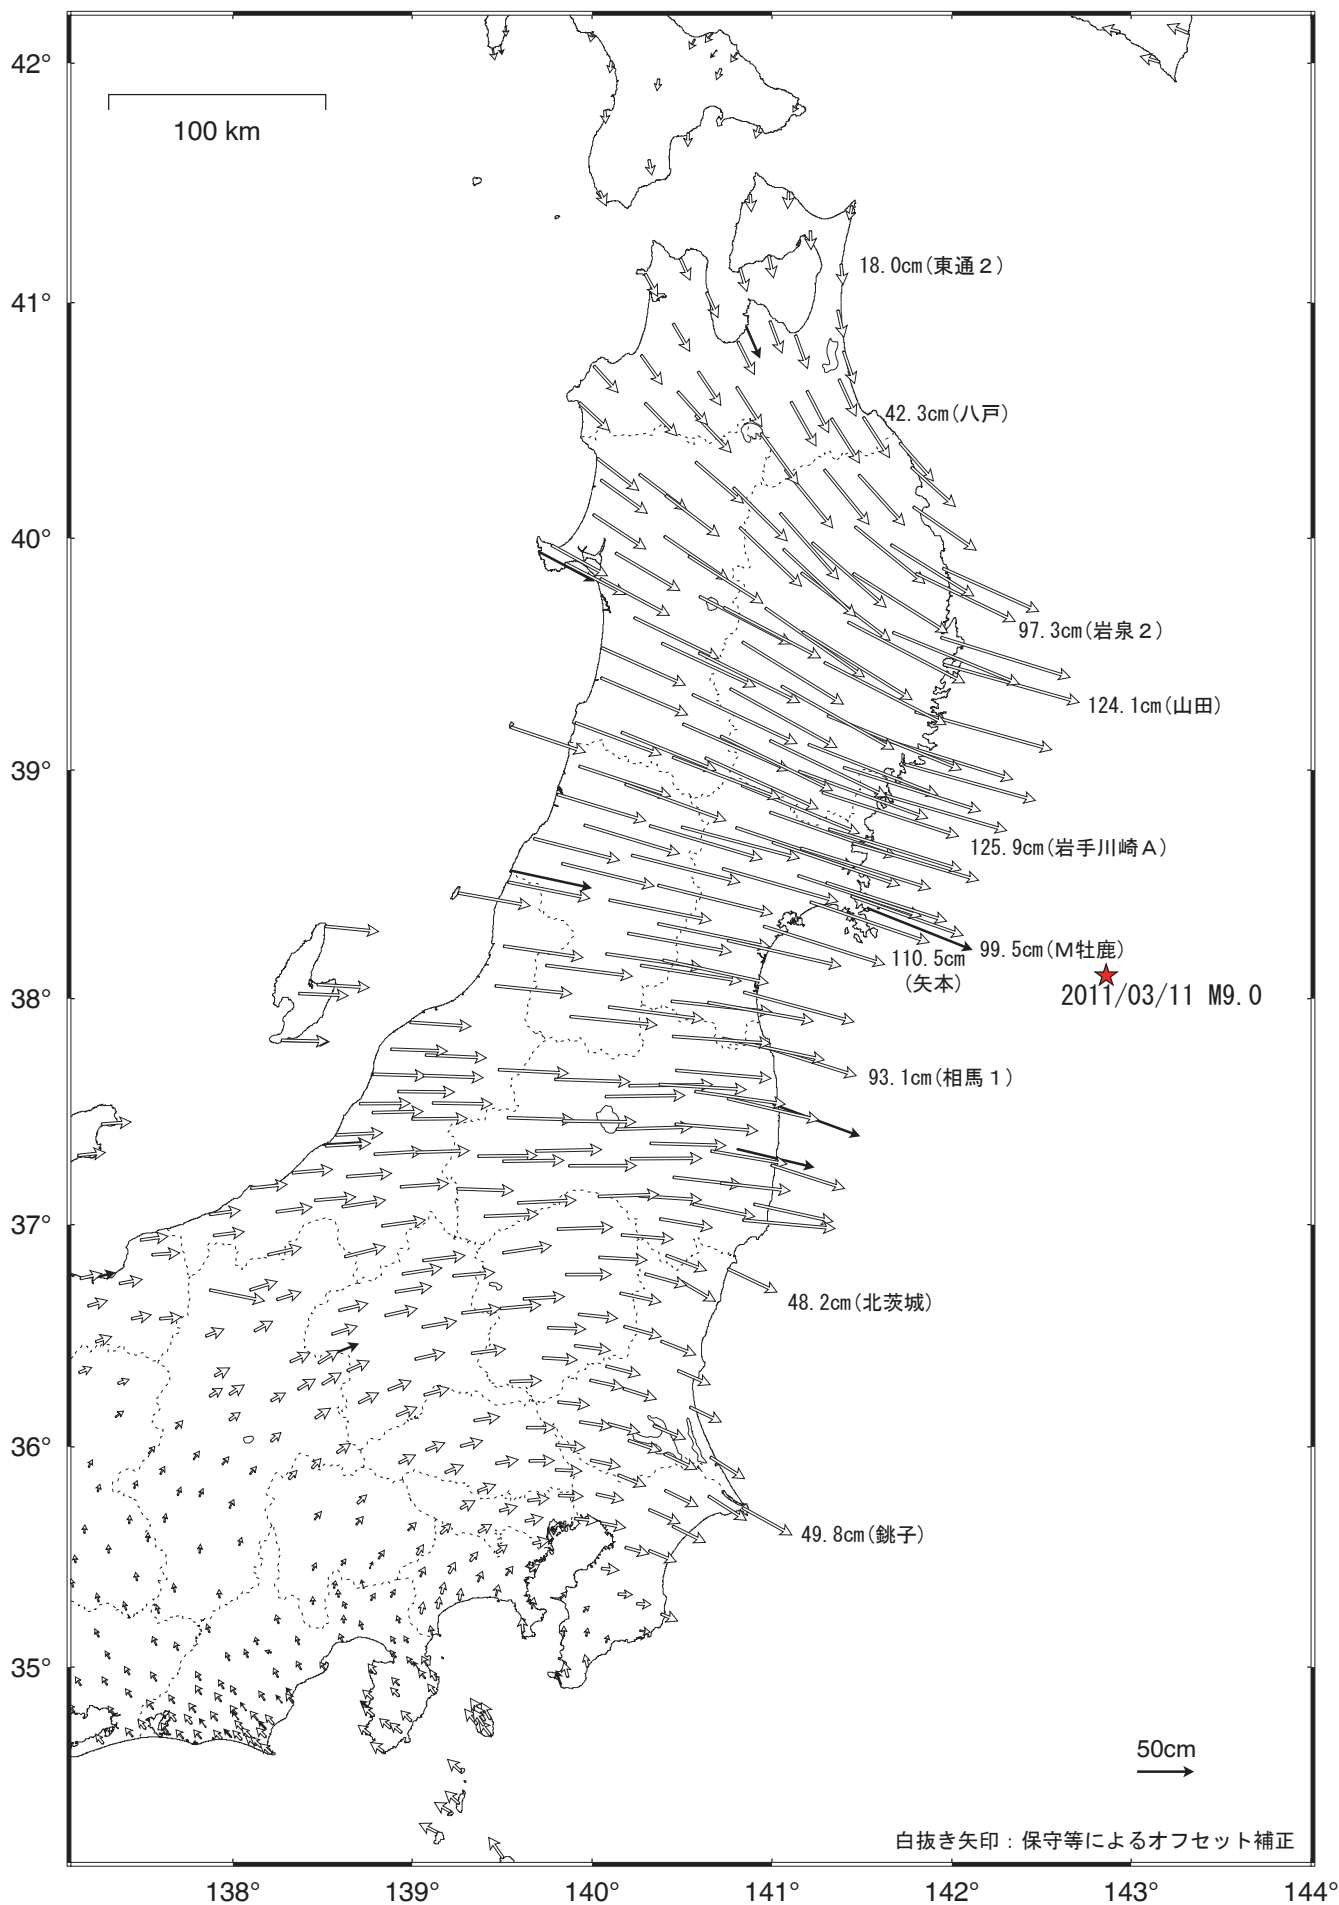 42°
100 km
18.0cm(東通２)
41°
42.3cm(八戸)
40°
97.3cm(岩泉２)
124.1cm(山田)
39°
125.9cm(岩手川崎Ａ)
99.5cm(Ｍ牡鹿)
110.5cm
(矢本)
38°
2011/03/11 M9.0
93.1cm(相馬１)
37°
48.2cm(北茨城)
36°
49.8cm(銚子)
35°
50cm
白抜き矢印：保守等によるオフセット補正
138°
139°
140°
141°
142°
143°
144°